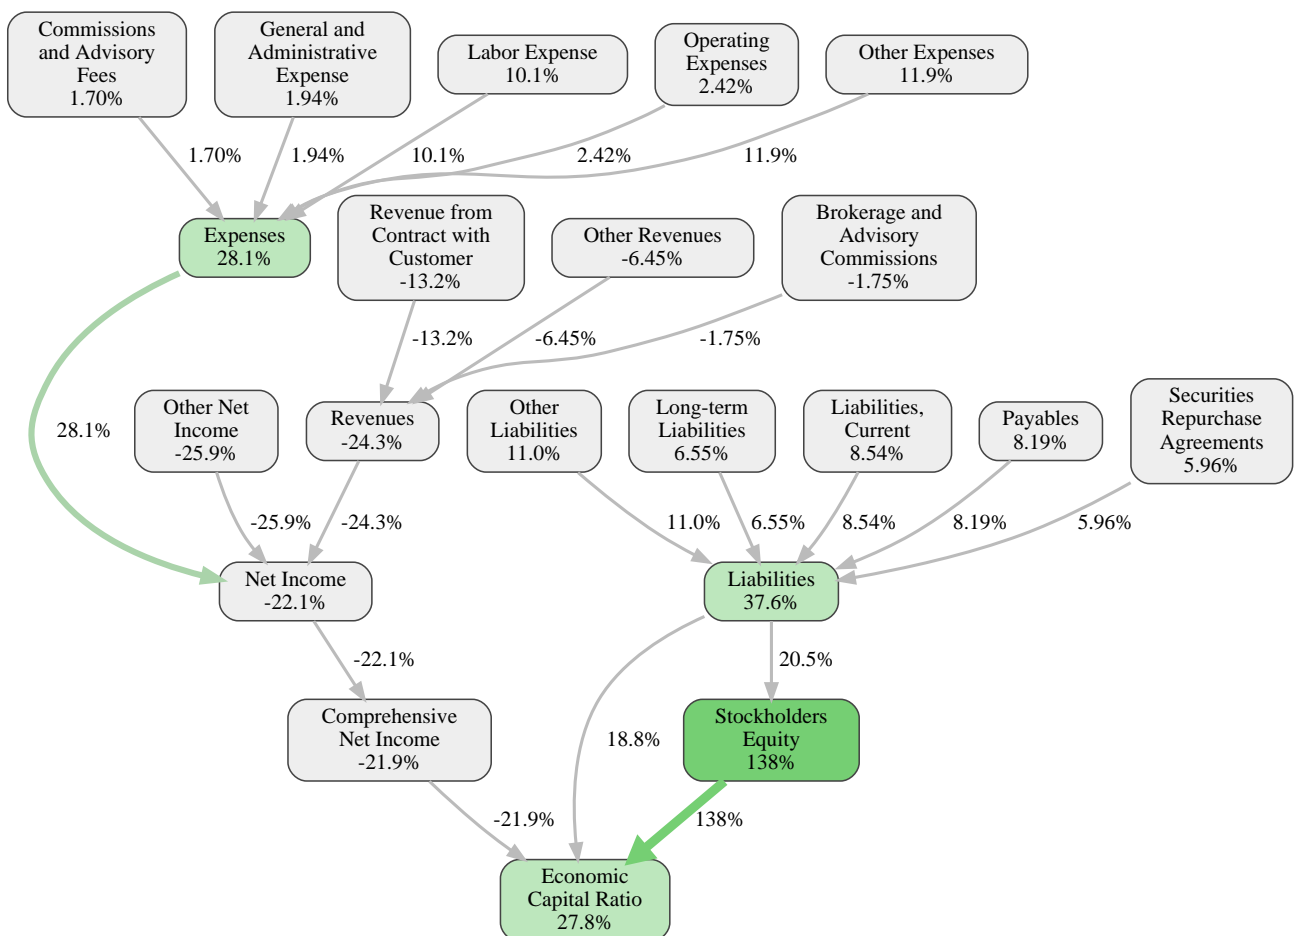 Commissions
and Advisory
Fees
1.70%
General and
Administrative
Expense
1.94%
Labor Expense
10.1%
Operating
Expenses
2.42%
Other Expenses
11.9%
1.70%
1.94%
10.1%
2.42%
11.9%
Expenses
28.1%
Revenue from
Contract with
Customer
-13.2%
Other Revenues
-6.45%
Brokerage and
Advisory
Commissions
-1.75%
-13.2%
-6.45%
-1.75%
28.1%
Other Net
Income
-25.9%
Revenues
-24.3%
Other
Liabilities
11.0%
Long-term
Liabilities
6.55%
Liabilities,
Current
8.54%
Payables
8.19%
Securities
Repurchase
Agreements
5.96%
-25.9%
-24.3%
11.0%
6.55%
8.54%
8.19%
5.96%
Net Income
-22.1%
Liabilities
37.6%
-22.1%
20.5%
Comprehensive
Net Income
-21.9%
18.8%
Stockholders
Equity
138%
-21.9%
138%
Economic
Capital Ratio
27.8%